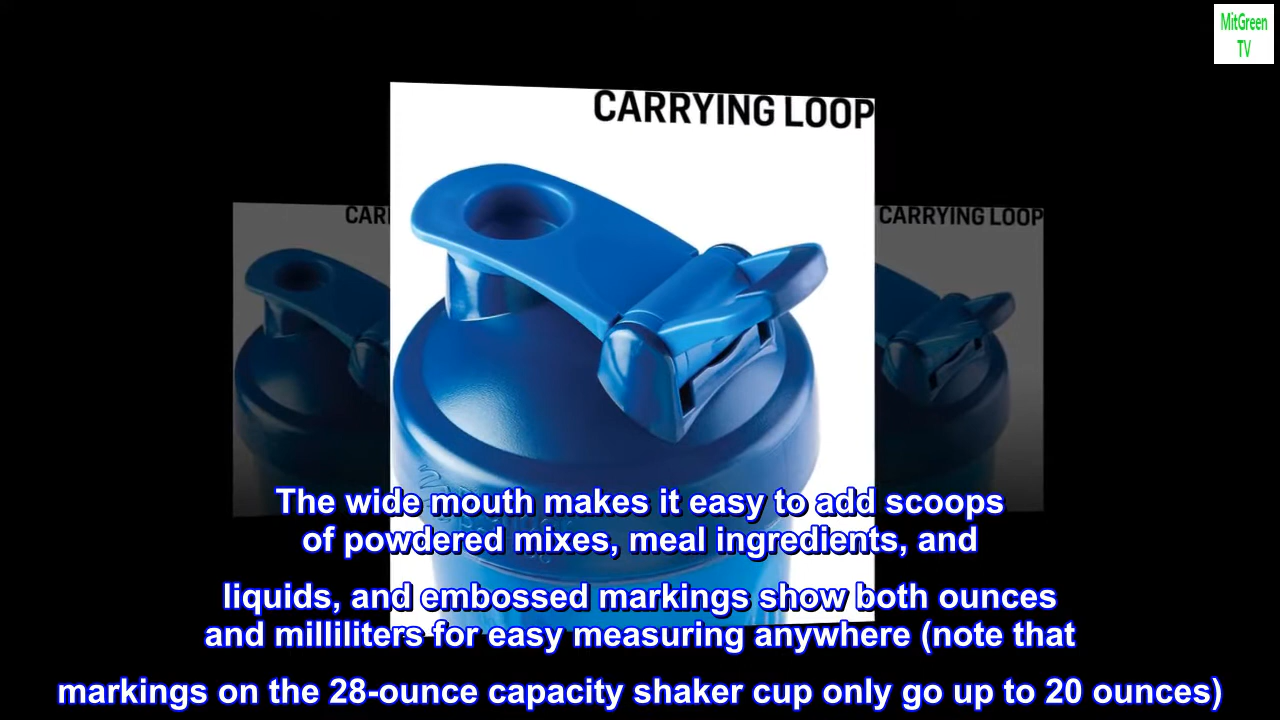 MitGreen
TV
CARRYING LOOP
CARRYING LOOP
The wide mouth makes it easy to add scoops
of powdered mixes, meal ingredients, and
liquids, and embossed markings show both ounces
and milliliters for easy measuring anywhere (note that
markings on the 28-ounce capacity shaker cup only go up to 20 ounces)